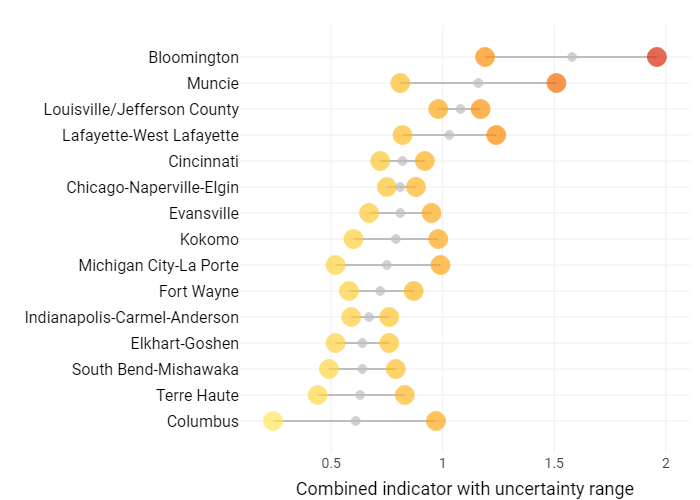 Bloomington
Muncie
Louisville/Jefferson County
Lafayette-West Lafayette
Cincinnati
Chicago-Naperville-Elgin
Evansville
Kokomo
Michigan City-La Porte
Fort Wayne
Indianapolis-Carmel-Anderson
Elkhart-Goshen
South Bend-Mishawaka
Terre Haute
Columbus
0.5 1 1.5 2
Combined indicator with uncertainty range